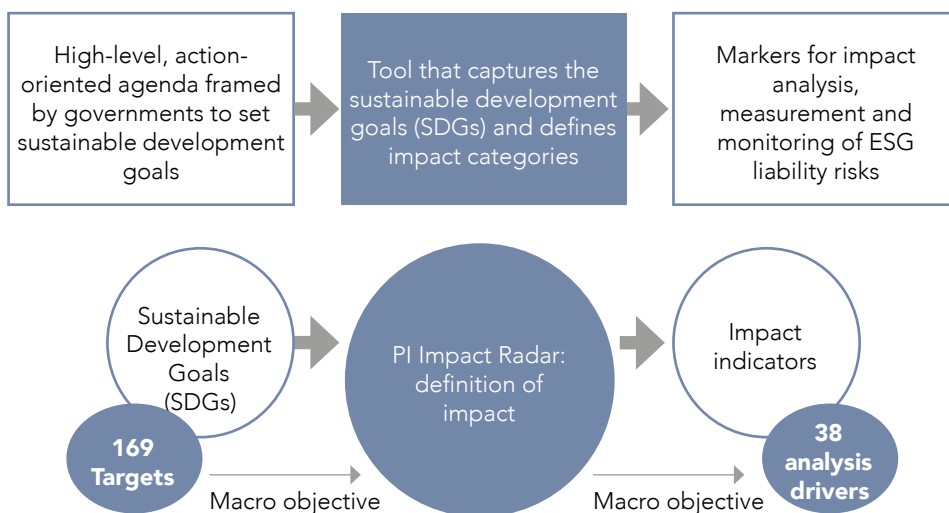 High-level, action-
oriented agenda framed
by governments to set
sustainable development
goals
Tool that captures the
sustainable development
goals (SDGs) and defines
impact categories
Markers for impact
analysis,
measurement and
monitoring of ESG
liability risks
Sustainable
Development
Goals
(SDGs)
169
Targets
Macro objective
PI Impact Radar:
definition of
impact
Macro objective
Impact
indicators
38
analysis
drivers